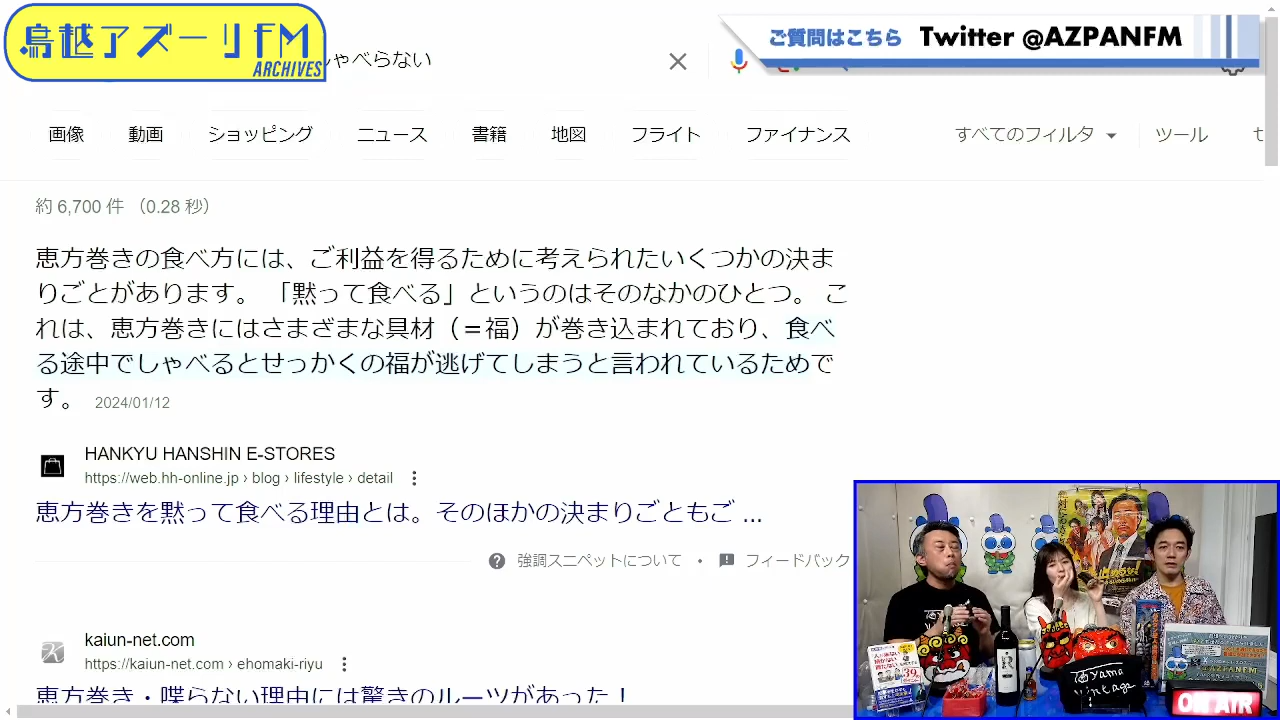 鳥越アズーリFM
ARCHIVES
ゃべらない
ご質問はこちら Twitter @AZPANFM
画像 動画 ショッピング ニュース 書籍 地図 フライト ファイナンス すべてのフィルタ ツール セ
約 6,700 件 （0.28 秒）
恵方巻きの食べ方には、ご利益を得るために考えられたいくつかの決ま
りごとがあります。 「黙って食べる」というのはそのなかのひとつ。 こ
れは、恵方巻きにはさまざまな具材（＝福）が巻き込まれており、食べ
る途中でしゃべるとせっかくの福が逃げてしまうと言われているためで
す。 2024/01/12
HANKYU HANSHIN E-STORES
https://web.hh-online.jp › blog › lifestyle › detail
恵方巻きを黙って食べる理由とは。そのほかの決まりごともご ...
強調スニペットについて • フィードバック
kaiun-net.com
https://kaiun-net.com › ehomaki-riyu
恵方巻き・喋らない理由には驚きのルーツがあった！
39
R
yama
vintage
@AZPANFM
ON AIR